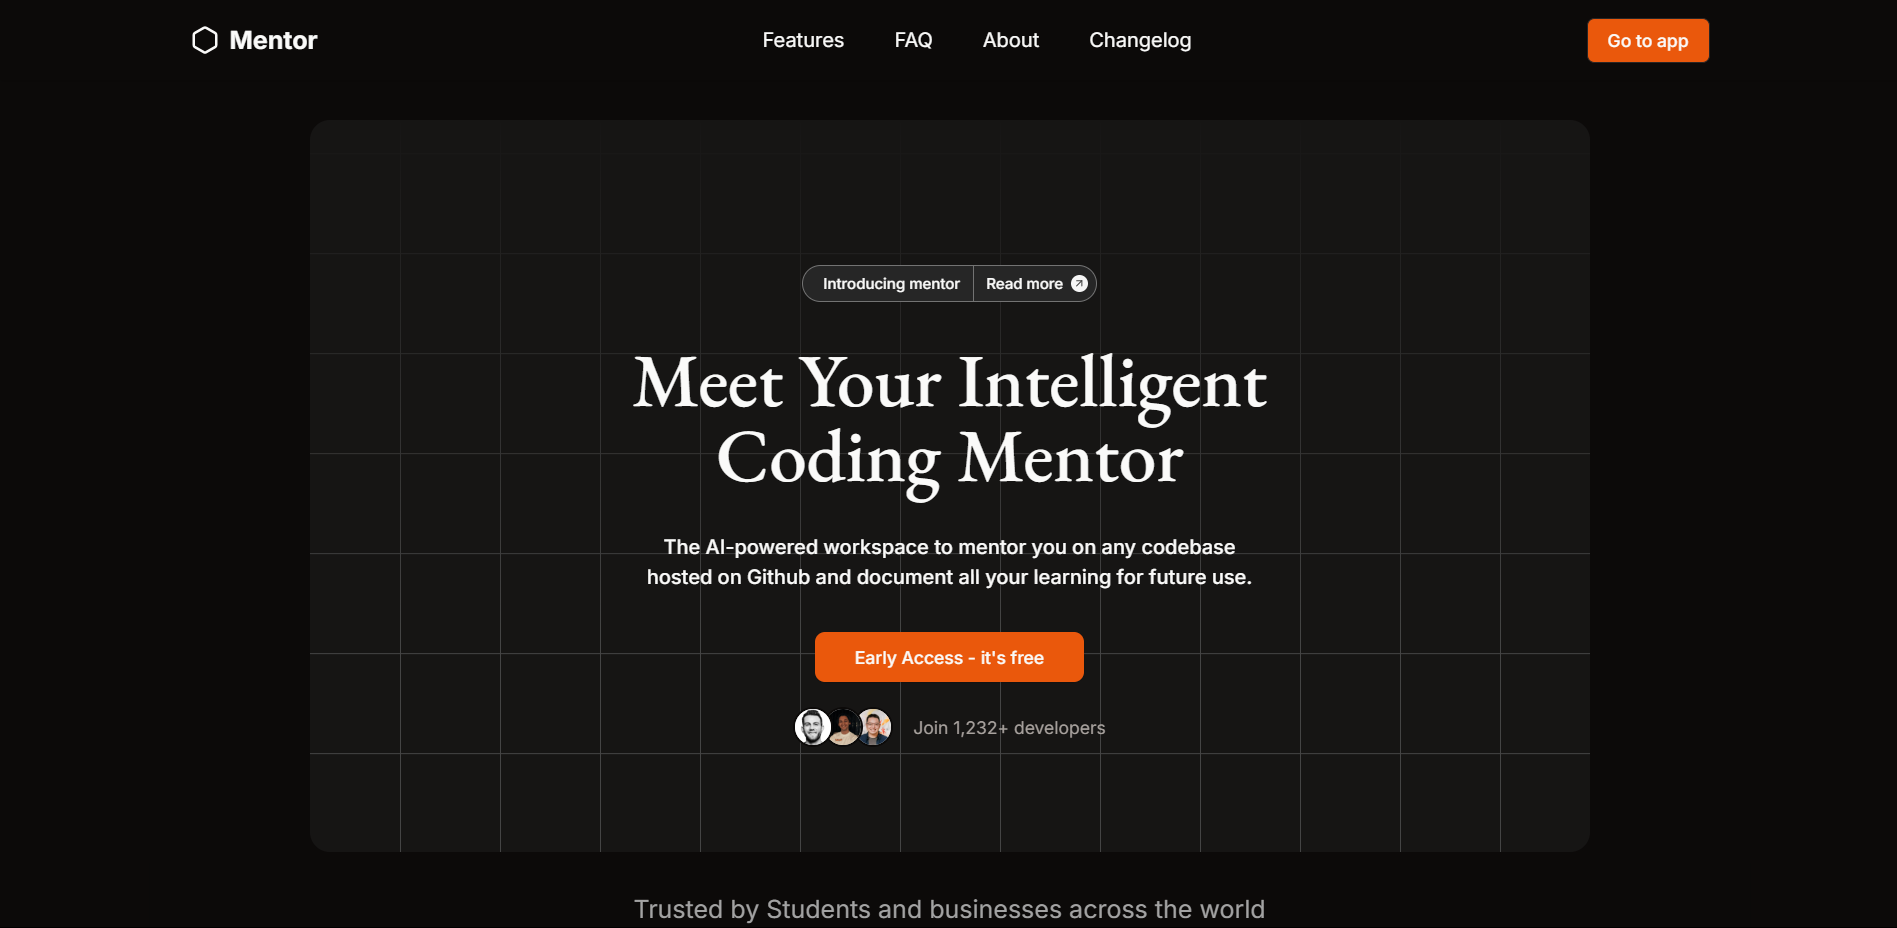 Mentor
Features
FAQ
About
Changelog
Go to app
Introducing mentor
Read more
Meet Your Intelligent
Coding Mentor
The AI-powered workspace to mentor you on any codebase
hosted on Github and document all your learning for future use.
Early Access - it's free
Join 1,232+ developers
Trusted by Students and businesses across the world